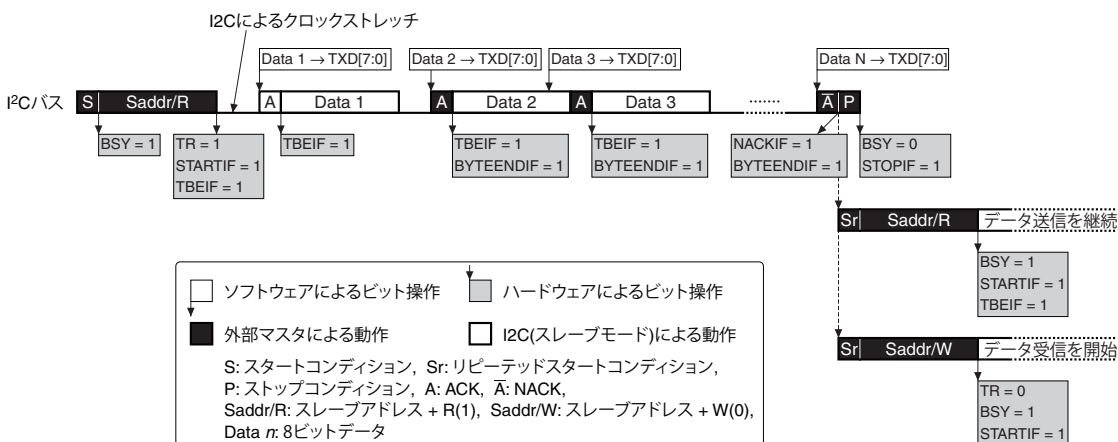 I2Cによるクロックストレッチ
Data 1 → TXD[7:0]
Data 2 → TXD[7:0]
Data 3 → TXD[7:0]
Data N → TXD[7:0]
I²Cバス
S
Saddr/R
A
Data 1
A
Data 2
A
Data 3
.......
A̅
P
BSY = 1
TR = 1
STARTIF = 1
TBEIF = 1
TBEIF = 1
TBEIF = 1
BYTEENDIF = 1
TBEIF = 1
BYTEENDIF = 1
NACKIF = 1
BYTEENDIF = 1
BSY = 0
STOPIF = 1
Sr
Saddr/R
データ送信を継続
BSY = 1
STARTIF = 1
TBEIF = 1
Sr
Saddr/W
データ受信を開始
TR = 0
BSY = 1
STARTIF = 1
ソフトウェアによるビット操作
ハードウェアによるビット操作
外部マスタによる動作
I2C(スレーブモード)による動作
S: スタートコンディション, Sr: リピーテッドスタートコンディション,
P: ストップコンディション, A: ACK, A̅: NACK,
Saddr/R: スレーブアドレス + R(1), Saddr/W: スレーブアドレス + W(0),
Data n: 8ビットデータ